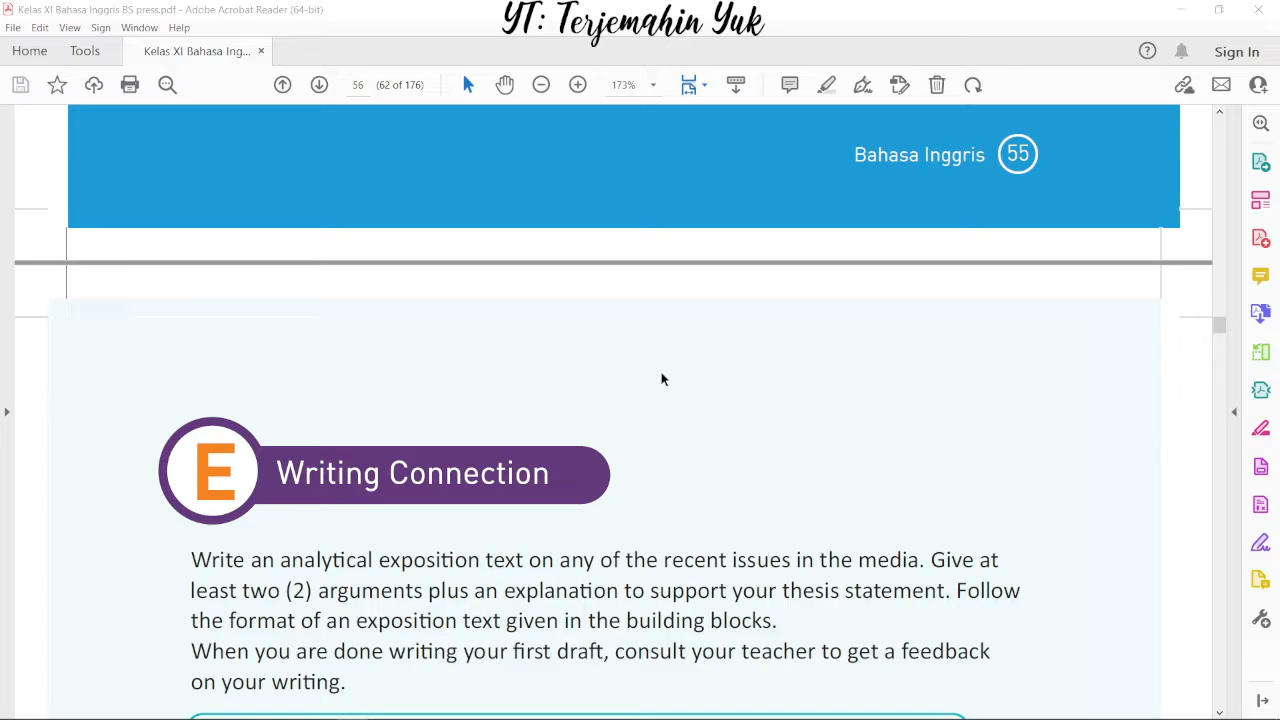 Kelas XI Bahasa Inggris BS press.pdf - Adobe Acrobat Reader (64-bit)
YT: Terjemahin Yuk
File Edit View Sign Window Help
Home Tools Kelas XI Bahasa Ing... × Sign In
56 (62 of 176) 173%
Bahasa Inggris 55
E Writing Connection
Write an analytical exposition text on any of the recent issues in the media. Give at
least two (2) arguments plus an explanation to support your thesis statement. Follow
the format of an exposition text given in the building blocks.
When you are done writing your first draft, consult your teacher to get a feedback
on your writing.